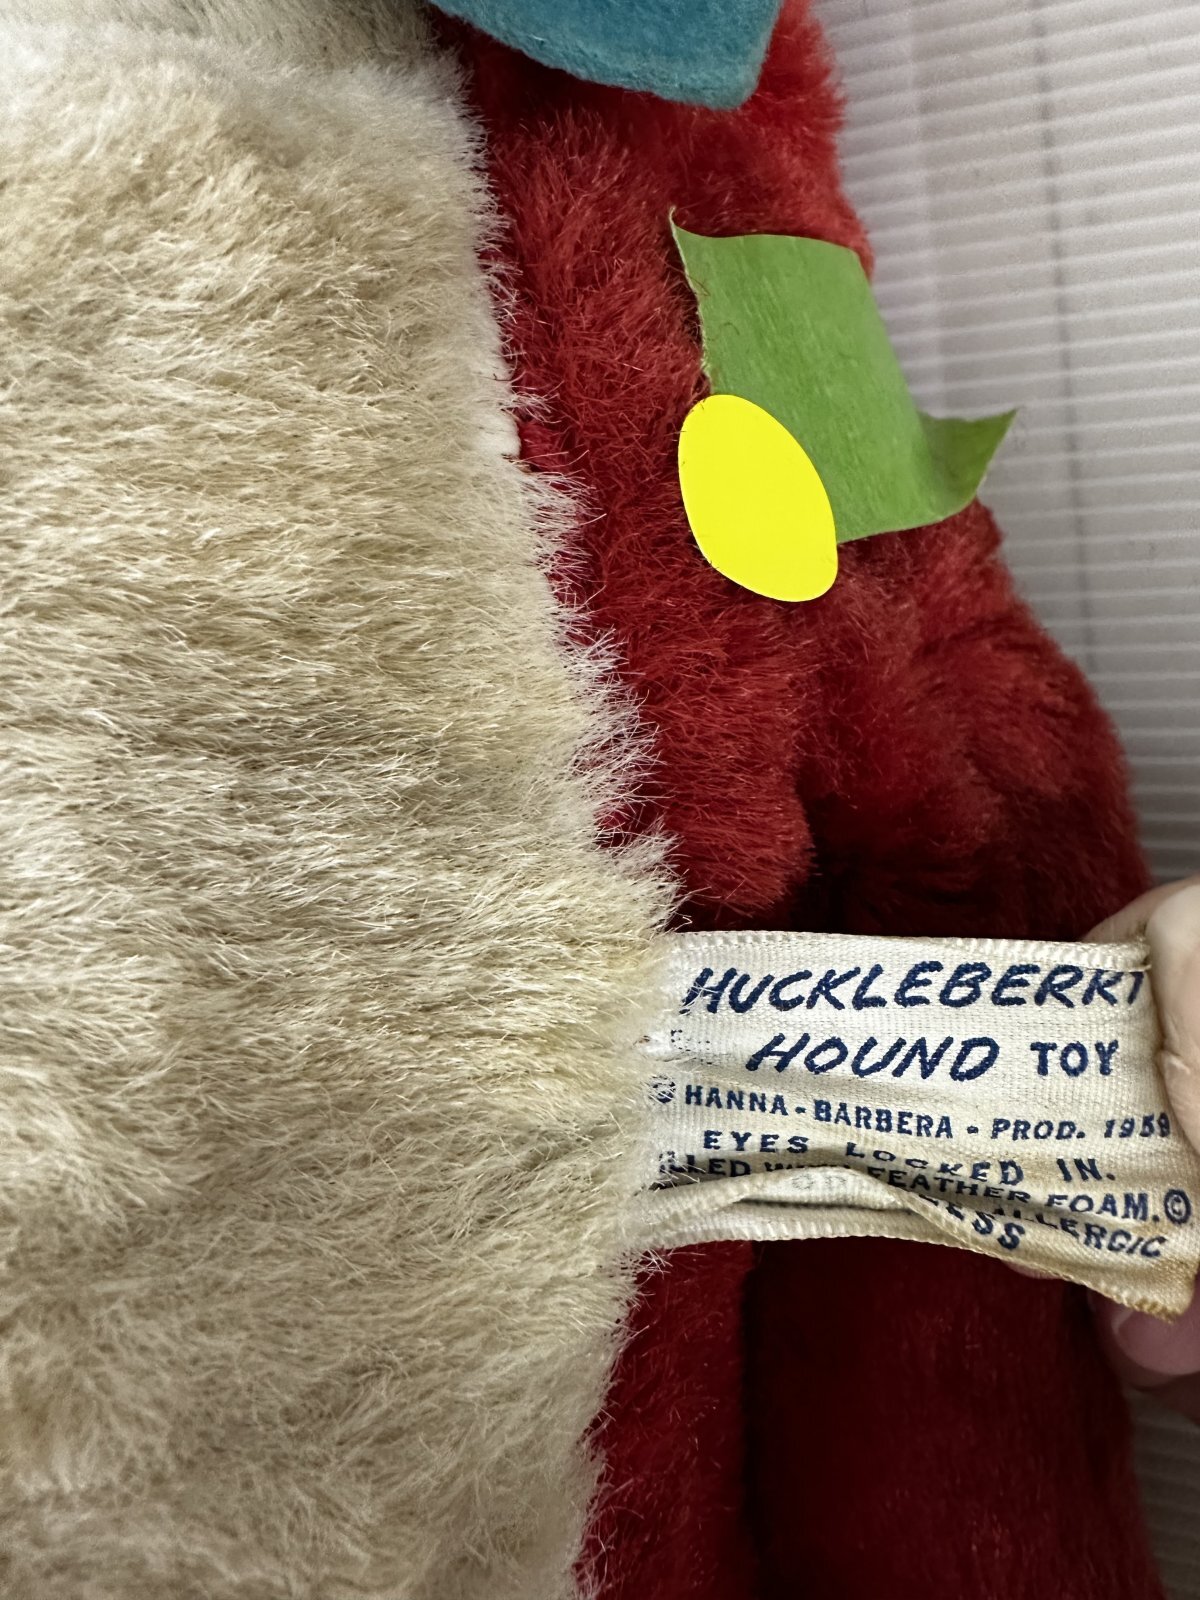 HUCKLEBERRY
HOUND TOY
© HANNA-BARBERA - PROD. 1959
EYES LOCKED IN.
FEATHER FOAM. ©
ALLERGIC